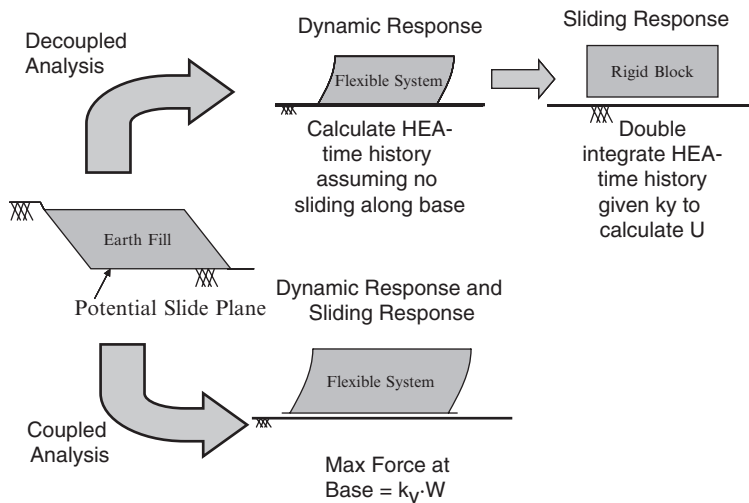 Decoupled
Analysis
Dynamic Response
Flexible System
Calculate HEA-
time history
assuming no
sliding along base
Sliding Response
Rigid Block
Double
integrate HEA-
time history
given ky to
calculate U
Earth Fill
Potential Slide Plane
Coupled
Analysis
Dynamic Response and
Sliding Response
Flexible System
Max Force at
Base = kᵧ·W